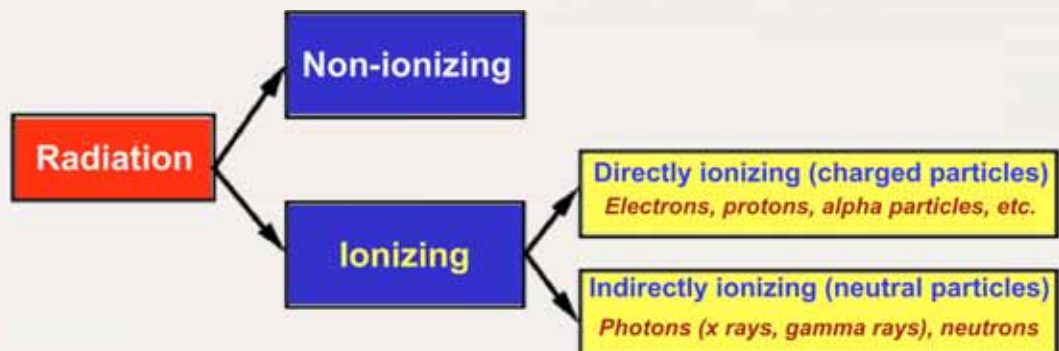 Non-ionizing
Radiation
Directly ionizing (charged particles)
Electrons, protons, alpha particles, etc.
Ionizing
Indirectly ionizing (neutral particles)
Photons (x rays, gamma rays), neutrons